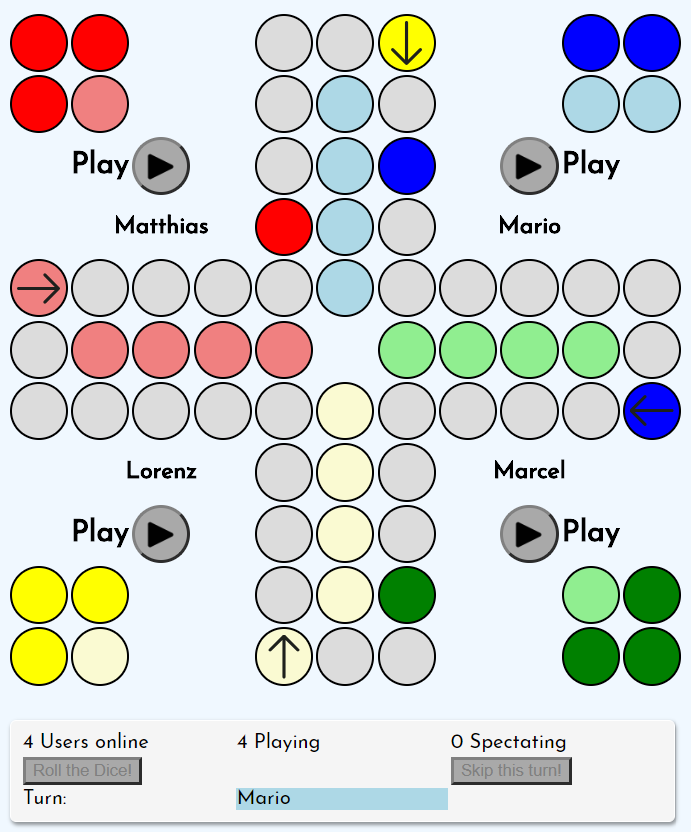 Play
Play
Matthias
Mario
Lorenz
Marcel
Play
Play
4 Users online
4 Playing
0 Spectating
Roll the Dice!
Skip this turn!
Turn:
Mario